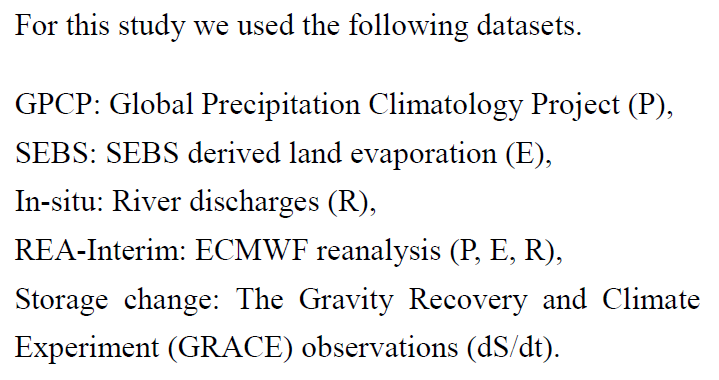 For this study we used the following datasets.
GPCP: Global Precipitation Climatology Project (P),
SEBS: SEBS derived land evaporation (E),
In-situ: River discharges (R),
REA-Interim: ECMWF reanalysis (P, E, R),
Storage change: The Gravity Recovery and Climate
Experiment (GRACE) observations (dS/dt).